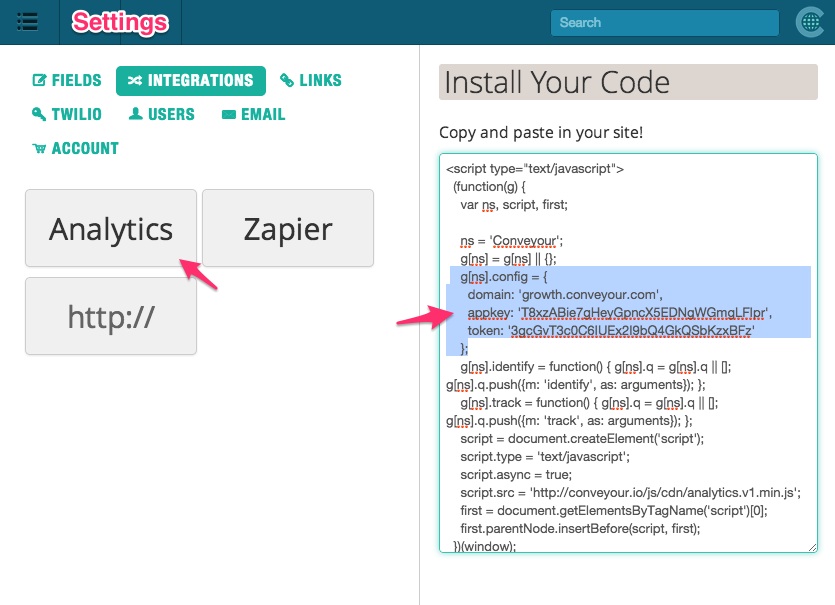 Settings
Search
FIELDS
INTEGRATIONS
LINKS
TWILIO
USERS
EMAIL
ACCOUNT
Analytics
Zapier
http://
Install Your Code
Copy and paste in your site!
<script type="text/javascript">
(function(g) {
var ns, script, first;
ns = 'Conveyour';
g[ns] = g[ns] || {};
g[ns].config = {
domain: 'growth.conveyour.com',
appkey: 'T8xzABie7gHeyGpncX5EDNgWGmgLFlpr',
token: '3gcGvT3c0C6IUEx2I9bQ4GkQSbKzxBFz'
};
g[ns].identify = function() { g[ns].q = g[ns].q || [];
g[ns].q.push({m: 'identify', as: arguments}); };
g[ns].track = function() { g[ns].q = g[ns].q || [];
g[ns].q.push({m: 'track', as: arguments}); };
script = document.createElement('script');
script.type = 'text/javascript';
script.async = true;
script.src = 'http://conveyour.io/js/cdn/analytics.v1.min.js';
first = document.getElementsByTagName('script')[0];
first.parentNode.insertBefore(script, first);
})(window);